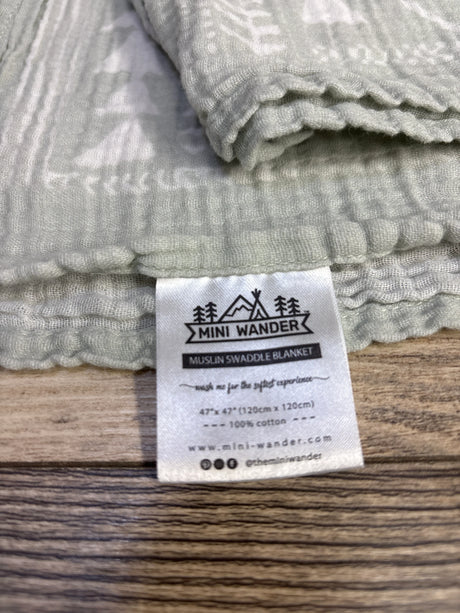 MINI WANDER
MUSLIN SWADDLE BLANKET
wash me for the softest experience
47"x 47" (120cm x 120cm)
--- 100% cotton ---
www.mini-wander.com
@theminiwander